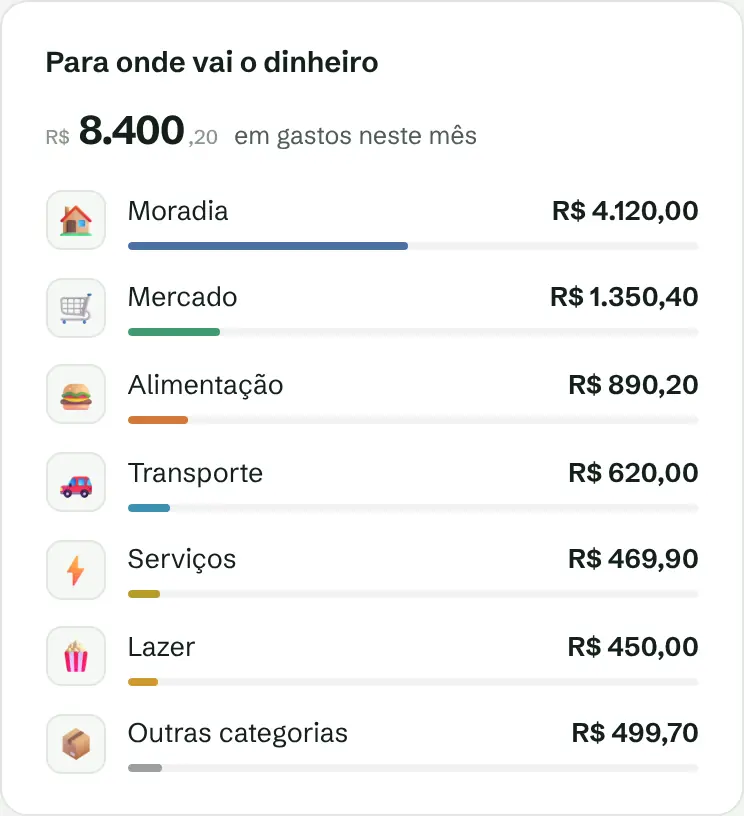 Para onde vai o dinheiro
R$ 8.400,20 em gastos neste mês
Moradia R$ 4.120,00
Mercado R$ 1.350,40
Alimentação R$ 890,20
Transporte R$ 620,00
Serviços R$ 469,90
Lazer R$ 450,00
Outras categorias R$ 499,70